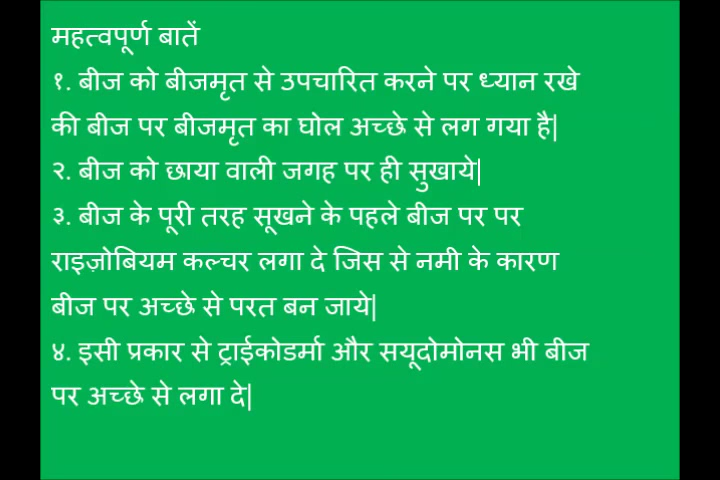 महत्वपूर्ण बातें
१. बीज को बीजमृत से उपचारित करने पर ध्यान रखे
की बीज पर बीजमृत का घोल अच्छे से लग गया है|
२. बीज को छाया वाली जगह पर ही सुखाये|
३. बीज के पूरी तरह सूखने के पहले बीज पर पर
राइज़ोबियम कल्चर लगा दे जिस से नमी के कारण
बीज पर अच्छे से परत बन जाये|
४. इसी प्रकार से ट्राईकोडर्मा और सयूदोमोनस भी बीज
पर अच्छे से लगा दे|